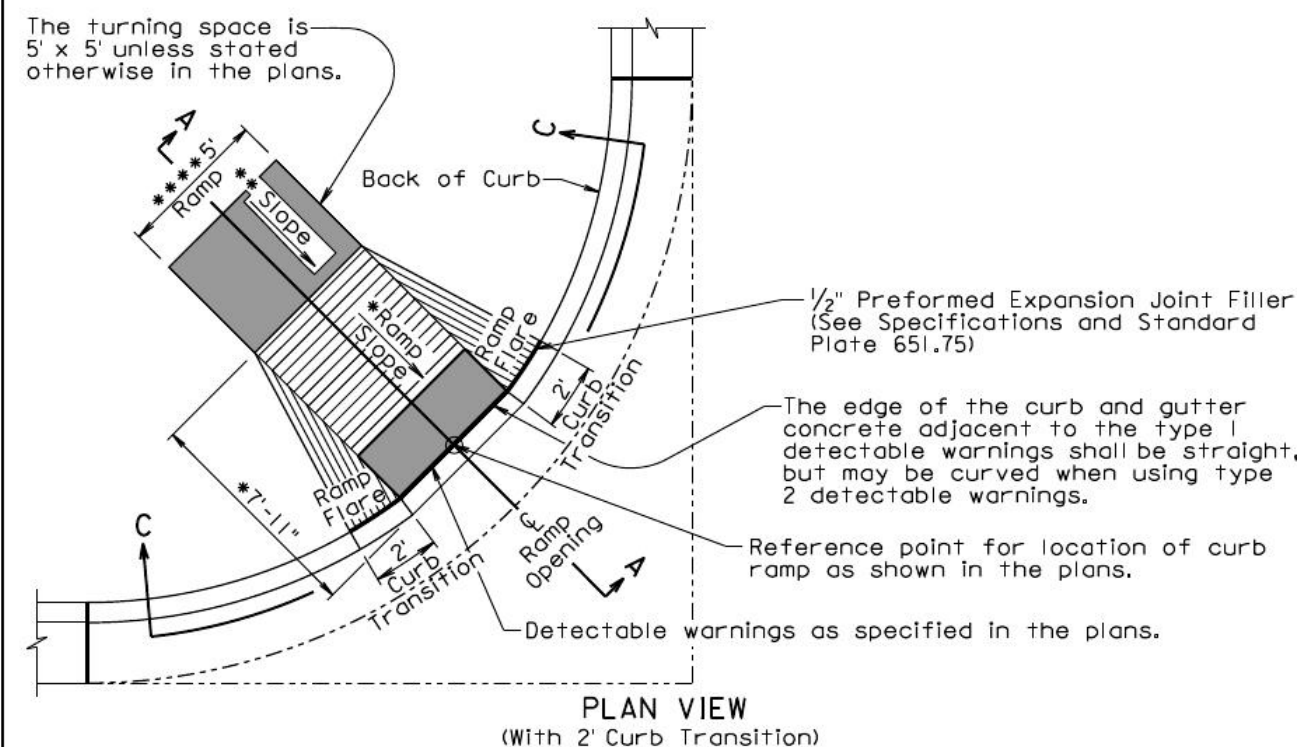 The turning space is
5' x 5' unless stated
otherwise in the plans.
A
****5'
Ramp
**
Slope
C
Back of Curb
*Ramp
Slope
Ramp
Flare
1/2" Preformed Expansion Joint Filler
(See Specifications and Standard
Plate 651.75)
2'
Curb
Transition
The edge of the curb and gutter
concrete adjacent to the type 1
detectable warnings shall be straight,
but may be curved when using type
2 detectable warnings.
*7'-11"
Ramp
Flare
C
2'
Curb
Transition
℄
Ramp
Opening
A
Reference point for location of curb
ramp as shown in the plans.
Detectable warnings as specified in the plans.
PLAN VIEW
(With 2' Curb Transition)